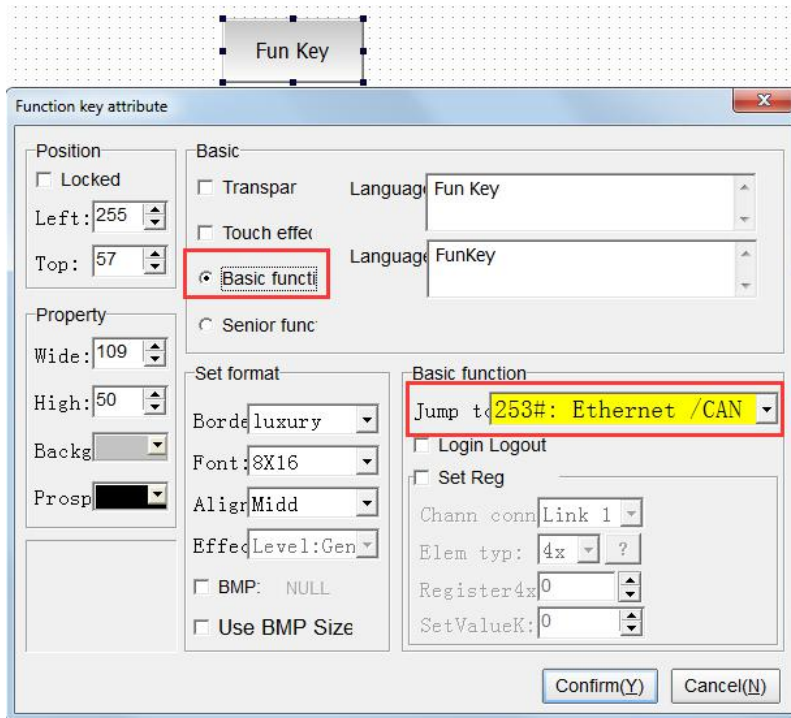 Fun Key
Function key attribute
Position
Locked
Left: 255
Top: 57
Property
Wide: 109
High: 50
Backg
Prosp
Basic
Transpar
Touch effec
Basic functi
Senior func
Languag Fun Key
Language FunKey
Set format
Borde luxury
Font: 8X16
Align Midd
Effec Level:Gen
BMP: NULL
Use BMP Size
Basic function
Jump to 253#: Ethernet /CAN
Login Logout
Set Reg
Chann conn Link 1
Elem typ: 4x ?
Register4x 0
SetValueK: 0
Confirm(Y) Cancel(N)